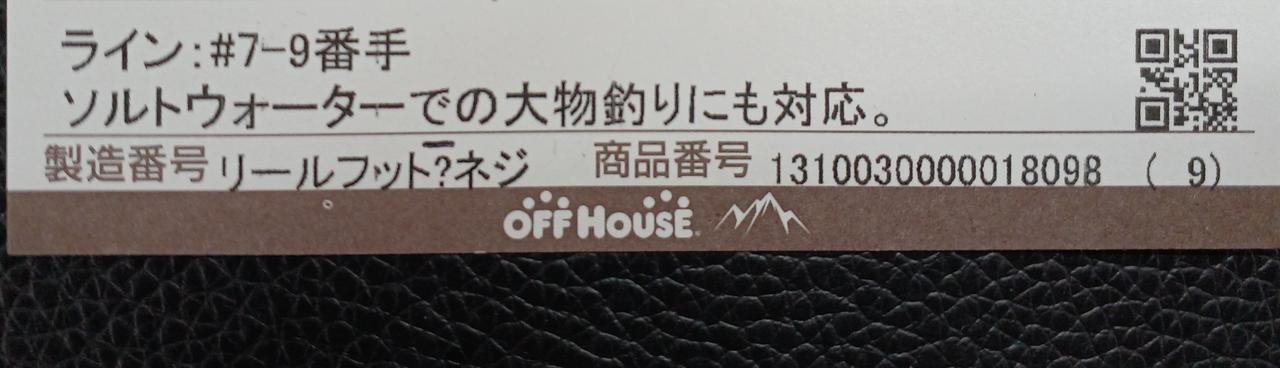 ライン:#7-9番手
ソルトウォーターでの大物釣りにも対応。
製造番号 リールフット?ネジ 商品番号 1310030000018098 ( 9)
OFF HOUSE